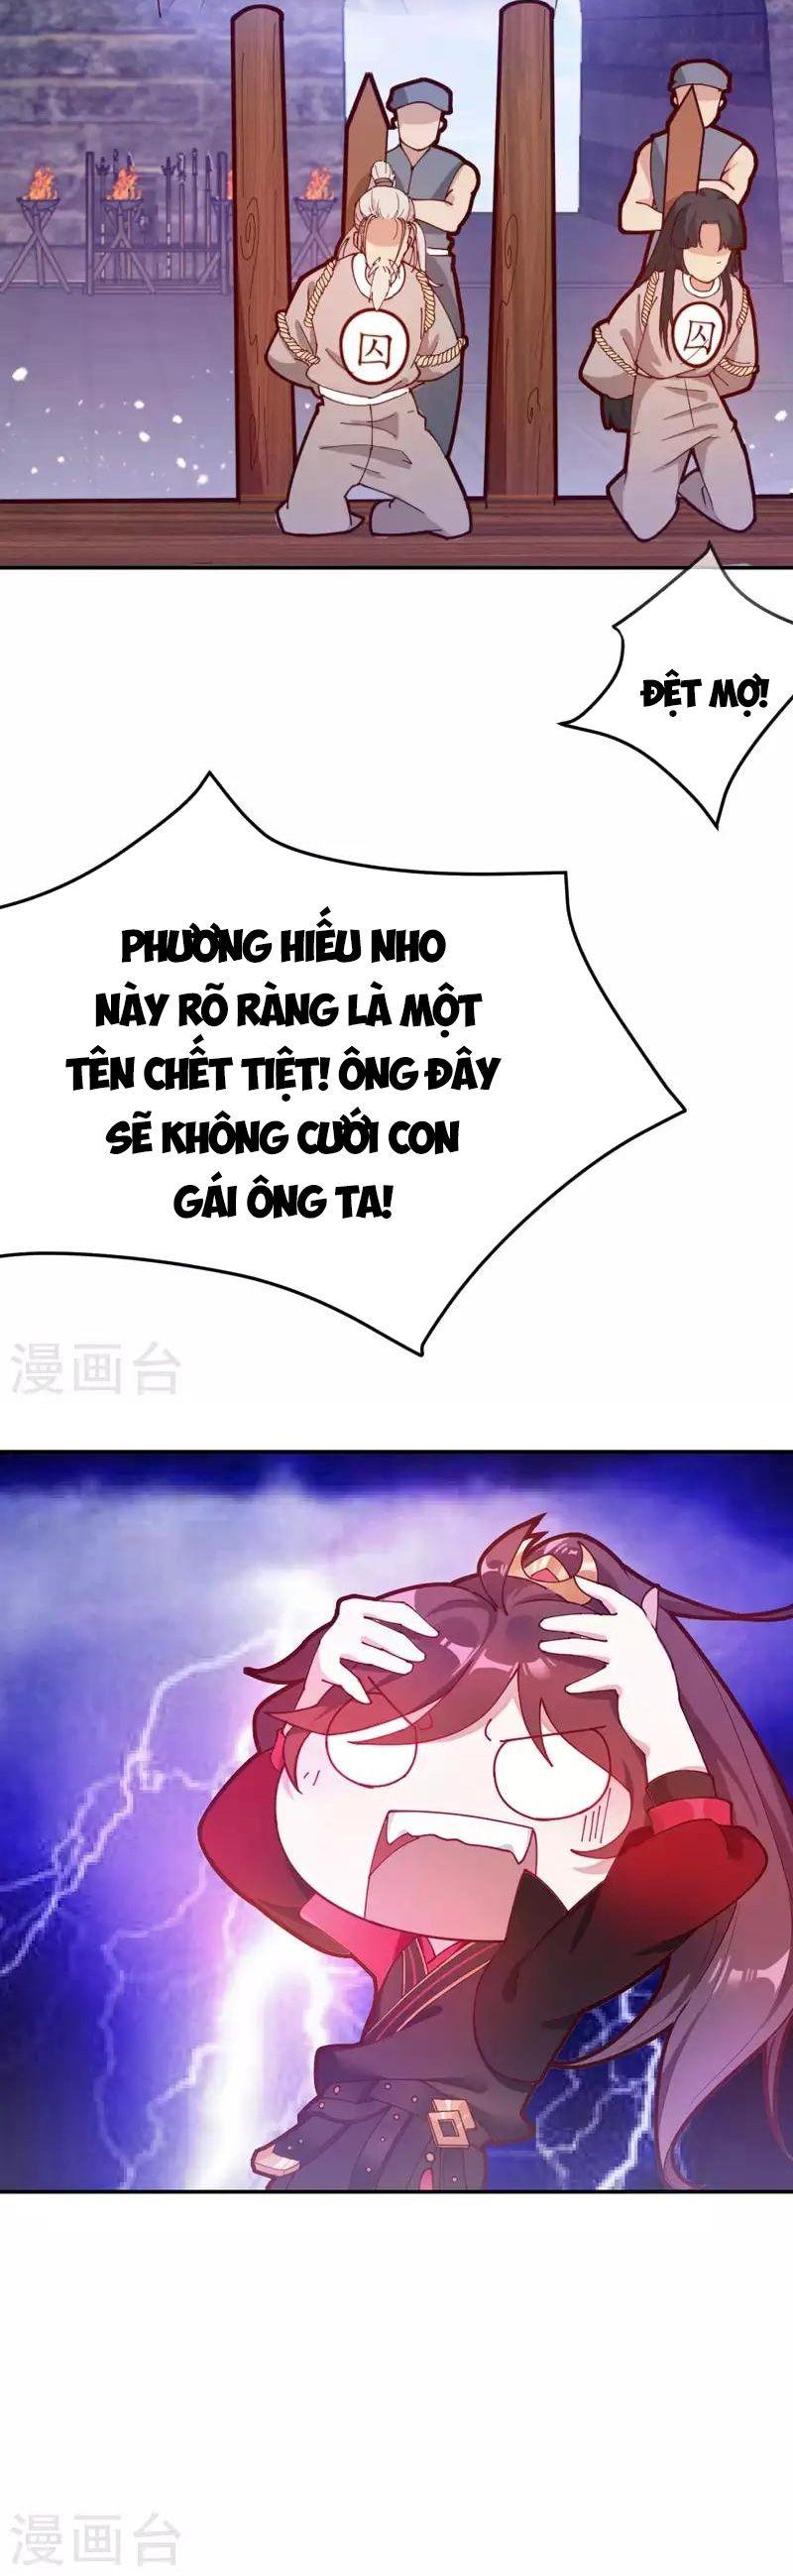 囚
囚
ĐỆT MỢ!
PHƯƠNG HIẾU NHO
NÀY RÕ RÀNG LÀ MỘT
TÊN CHẾT TIỆT! ÔNG ĐÂY
SẼ KHÔNG CƯỚI CON
GÁI ÔNG TA!
漫画台
漫画台